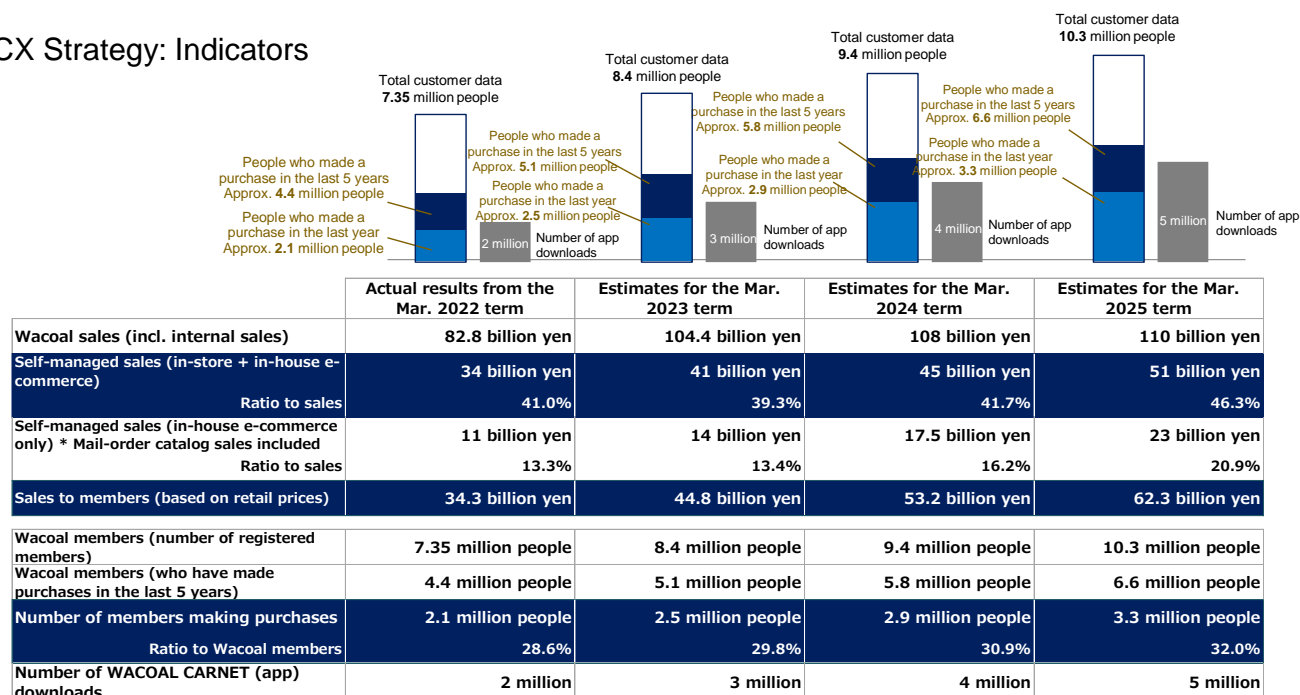 CX Strategy: Indicators
Total customer data
7.35 million people
People who made a
purchase in the last 5 years
Approx. 4.4 million people
People who made a
purchase in the last year
Approx. 2.1 million people
2 million
Number of app
downloads
Total customer data
8.4 million people
People who made a
purchase in the last 5 years
Approx. 5.1 million people
People who made a
purchase in the last year
Approx. 2.5 million people
3 million
Number of app
downloads
Total customer data
9.4 million people
People who made a
purchase in the last 5 years
Approx. 5.8 million people
People who made a
purchase in the last year
Approx. 2.9 million people
4 million
Number of app
downloads
Total customer data
10.3 million people
People who made a
purchase in the last 5 years
Approx. 6.6 million people
People who made a
purchase in the last year
Approx. 3.3 million people
5 million
Number of app
downloads
Actual results from the
Mar. 2022 term
Estimates for the Mar.
2023 term
Estimates for the Mar.
2024 term
Estimates for the Mar.
2025 term
Wacoal sales (incl. internal sales) 82.8 billion yen 104.4 billion yen 108 billion yen 110 billion yen
Self-managed sales (in-store + in-house e-
commerce) 34 billion yen 41 billion yen 45 billion yen 51 billion yen
Ratio to sales 41.0% 39.3% 41.7% 46.3%
Self-managed sales (in-house e-commerce
only) * Mail-order catalog sales included 11 billion yen 14 billion yen 17.5 billion yen 23 billion yen
Ratio to sales 13.3% 13.4% 16.2% 20.9%
Sales to members (based on retail prices) 34.3 billion yen 44.8 billion yen 53.2 billion yen 62.3 billion yen
Wacoal members (number of registered
members) 7.35 million people 8.4 million people 9.4 million people 10.3 million people
Wacoal members (who have made
purchases in the last 5 years) 4.4 million people 5.1 million people 5.8 million people 6.6 million people
Number of members making purchases 2.1 million people 2.5 million people 2.9 million people 3.3 million people
Ratio to Wacoal members 28.6% 29.8% 30.9% 32.0%
Number of WACOAL CARNET (app)
downloads 2 million 3 million 4 million 5 million